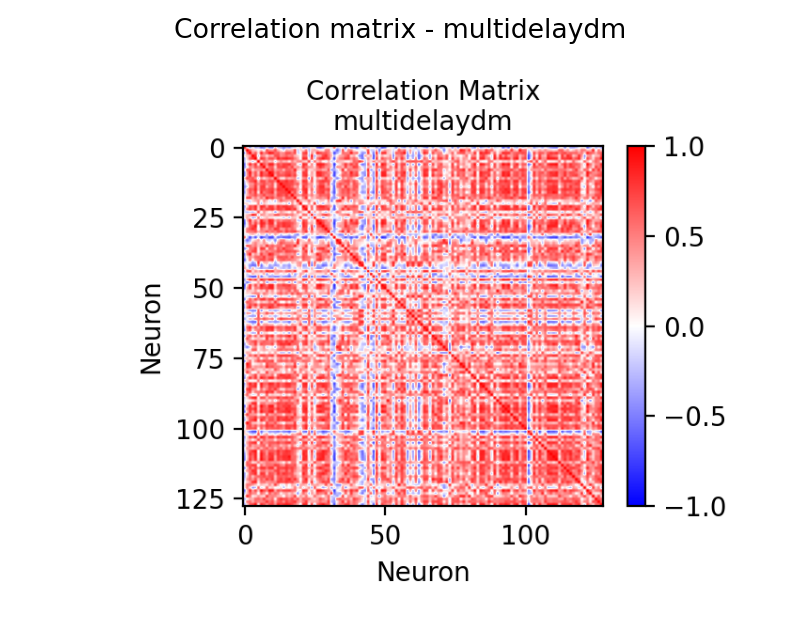 Correlation matrix - multidelaydm
Correlation Matrix
multidelaydm
0
25
50
75
100
125
Neuron
0
50
100
Neuron
1.0
0.5
0.0
−0.5
−1.0